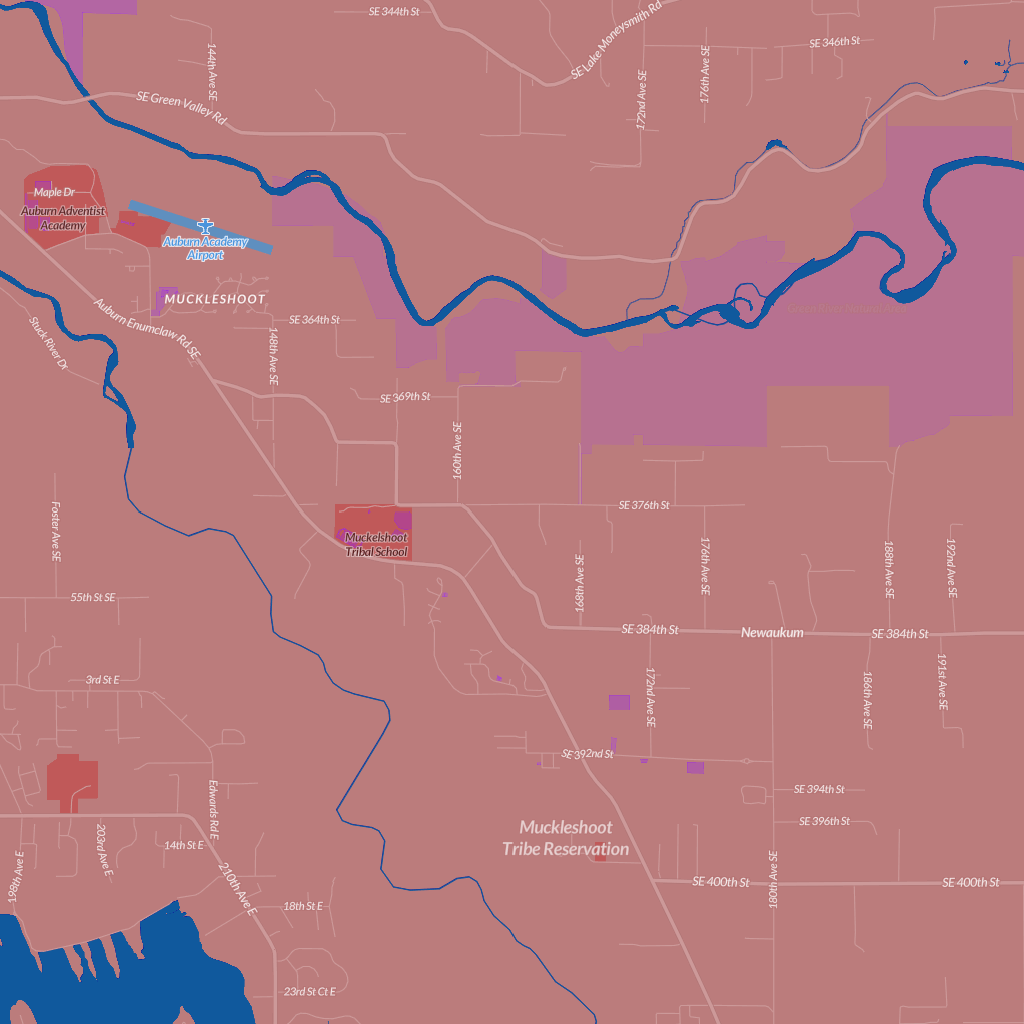 SE 344th St
SE Lake Moneysmith Rd
144th Ave SE
172nd Ave SE
176th Ave SE
SE 346th St
SE Green Valley Rd
Maple Dr
Auburn Adventist
Academy
Auburn Academy
Airport
MUCKLESHOOT
Auburn Enumclaw Rd SE
Stuck River Dr
SE 364th St
148th Ave SE
Green River Natural Area
SE 369th St
160th Ave SE
SE 376th St
Foster Ave SE
Muckelshoot
Tribal School
168th Ave SE
176th Ave SE
188th Ave SE
192nd Ave SE
55th St SE
SE 384th St
Newaukum
SE 384th St
3rd St E
172nd Ave SE
186th Ave SE
191st Ave SE
SE 392nd St
SE 394th St
Edwards Rd E
SE 396th St
Muckleshoot
Tribe Reservation
203rd Ave E
14th St E
198th Ave E
210th Ave E
SE 400th St
180th Ave SE
SE 400th St
18th St E
23rd St Ct E